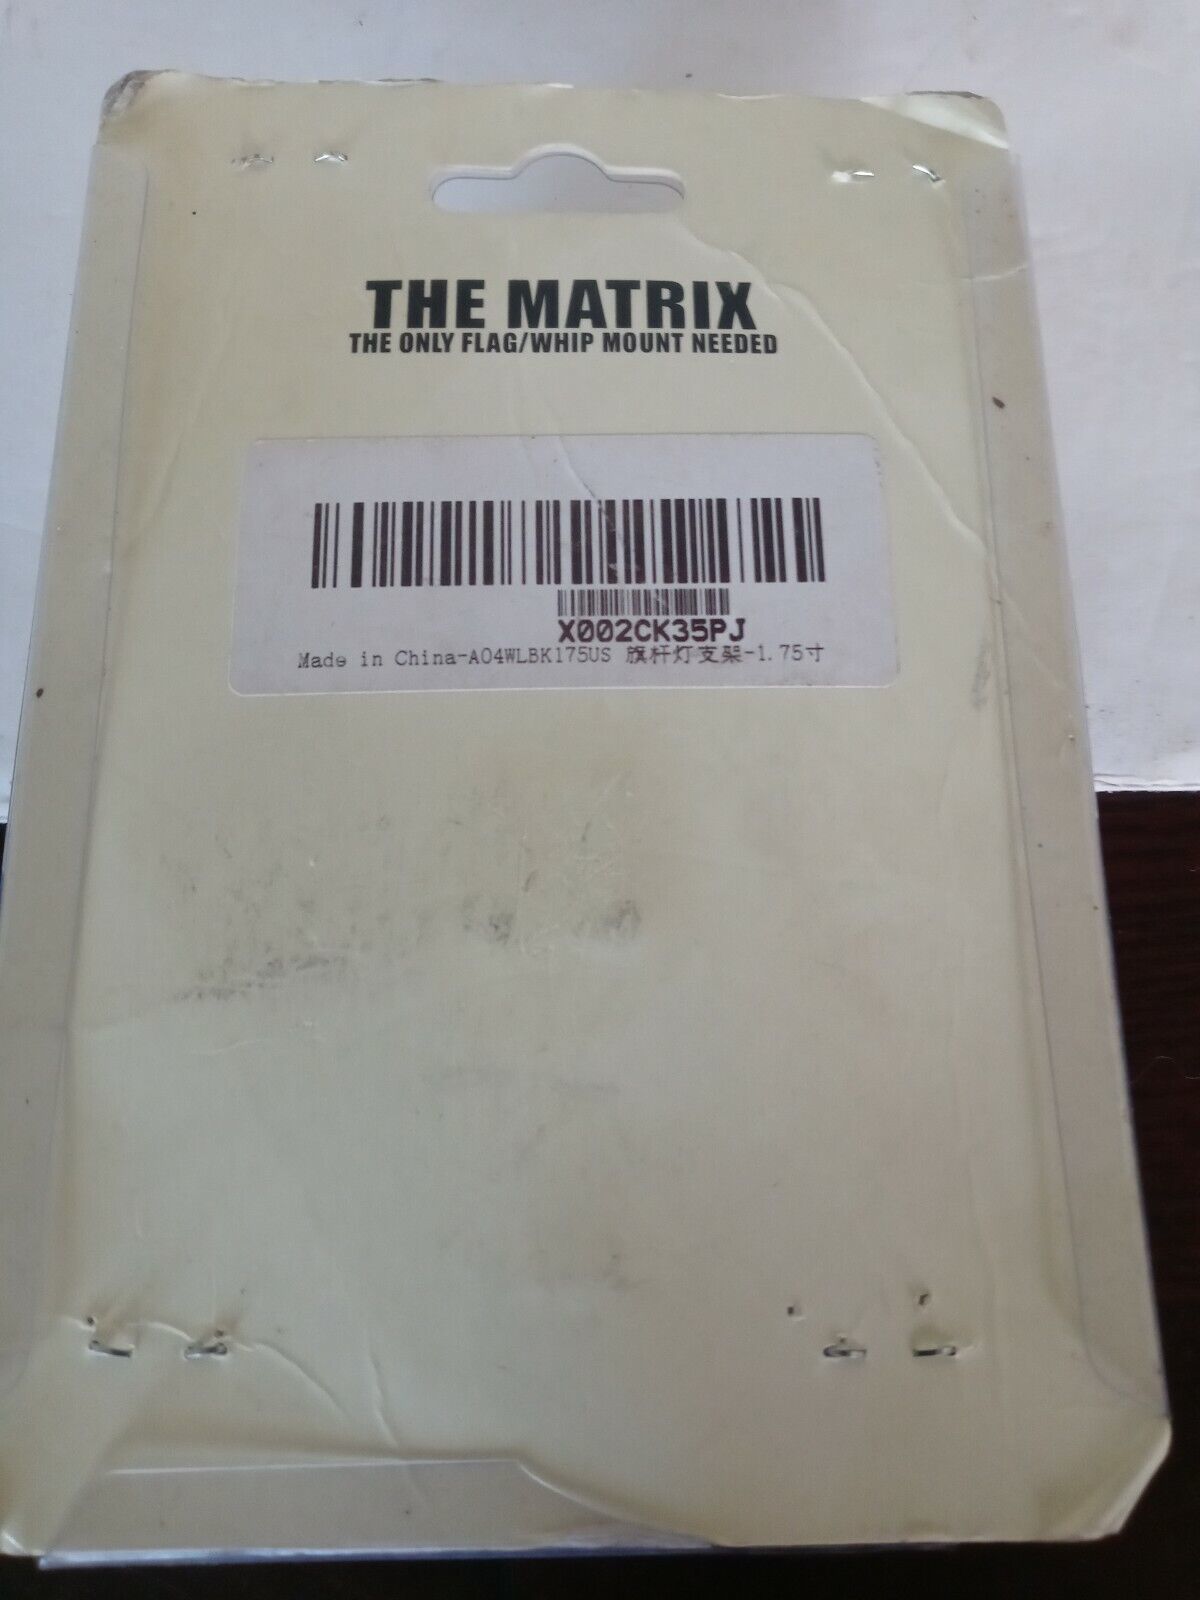 THE MATRIX
THE ONLY FLAG/WHIP MOUNT NEEDED
X002CK35PJ
Made in China-A04WLBK175US 旗杆灯支架-1.75寸